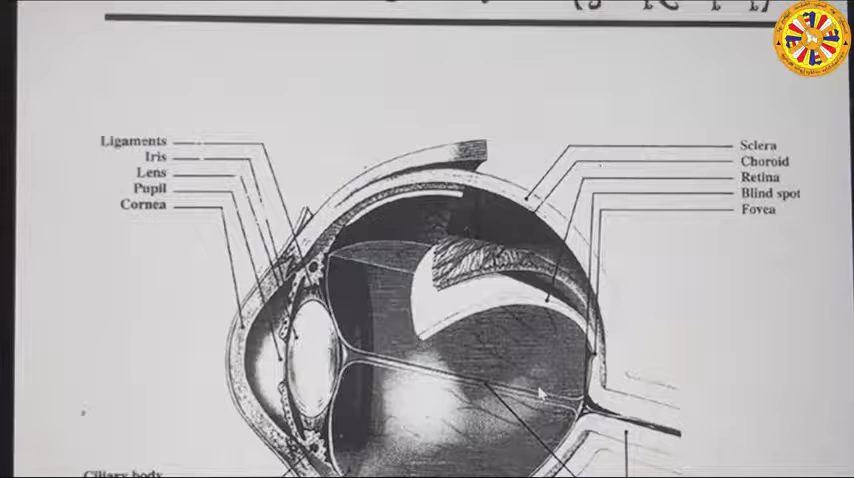 Ligaments
Iris
Lens
Pupil
Cornea
Sclera
Choroid
Retina
Blind spot
Fovea
Ciliary body